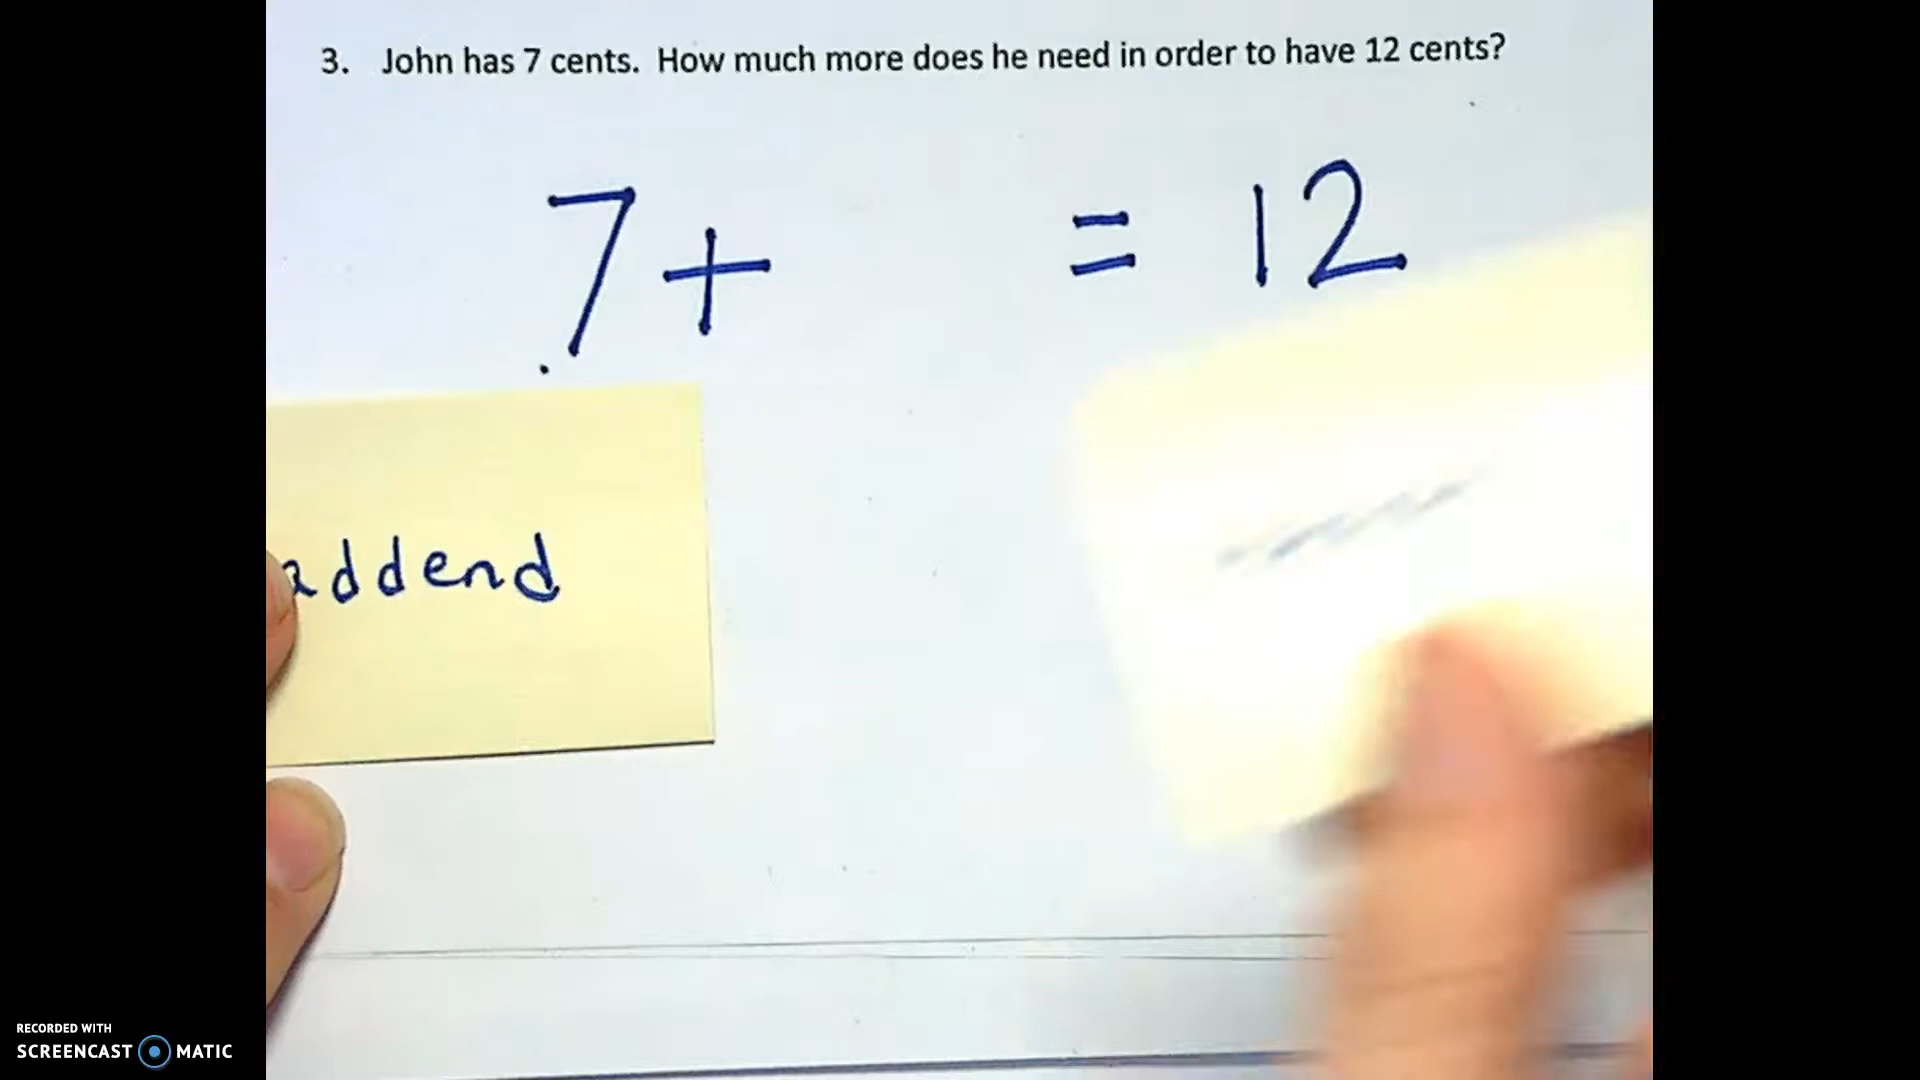 3. John has 7 cents. How much more does he need in order to have 12 cents?
7 + = 12
addend
RECORDED WITH
SCREENCAST MATIC